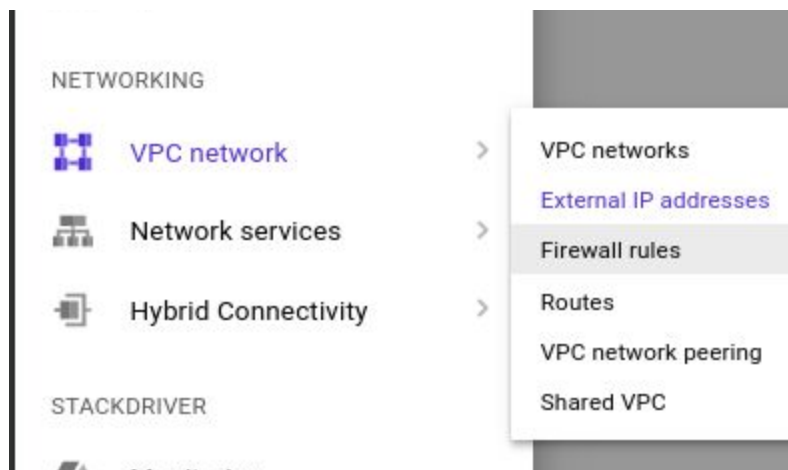 NETWORKING
VPC network
Network services
Hybrid Connectivity
STACKDRIVER
VPC networks
External IP addresses
Firewall rules
Routes
VPC network peering
Shared VPC